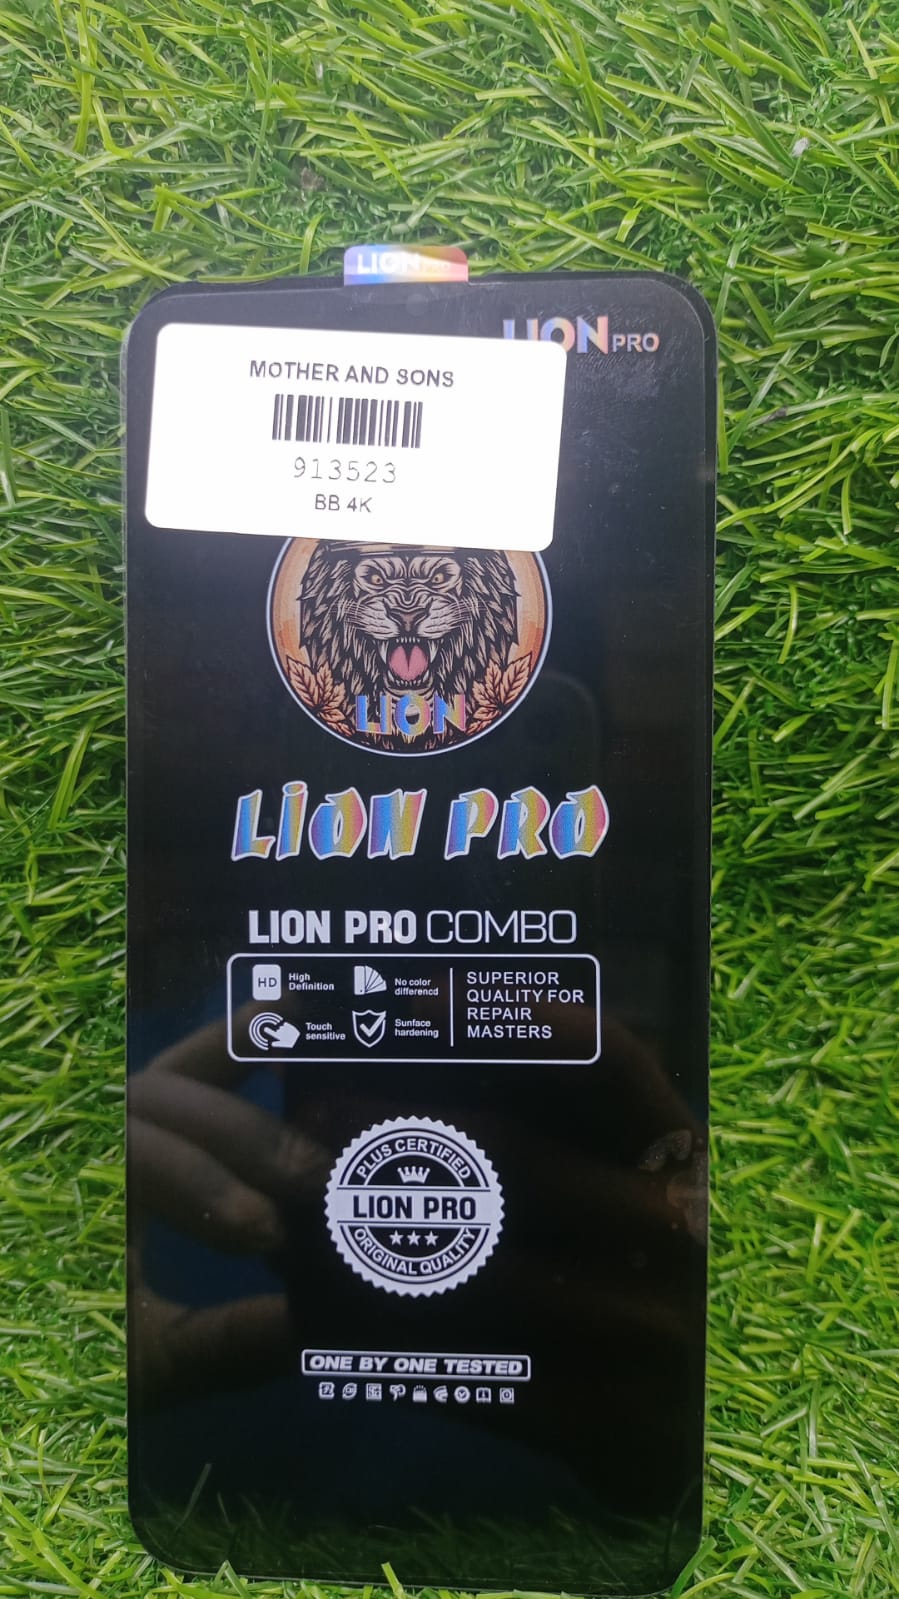 LION
LION PRO
MOTHER AND SONS
913523
BB 4K
LION
LiON PRO
LION PRO COMBO
HD
High
Definition
No color
differencd
Touch
sensitive
Sunface
hardening
SUPERIOR
QUALITY FOR
REPAIR
MASTERS
PLUS CERTIFIED
LION PRO
ORIGINAL QUALITY
ONE BY ONE TESTED